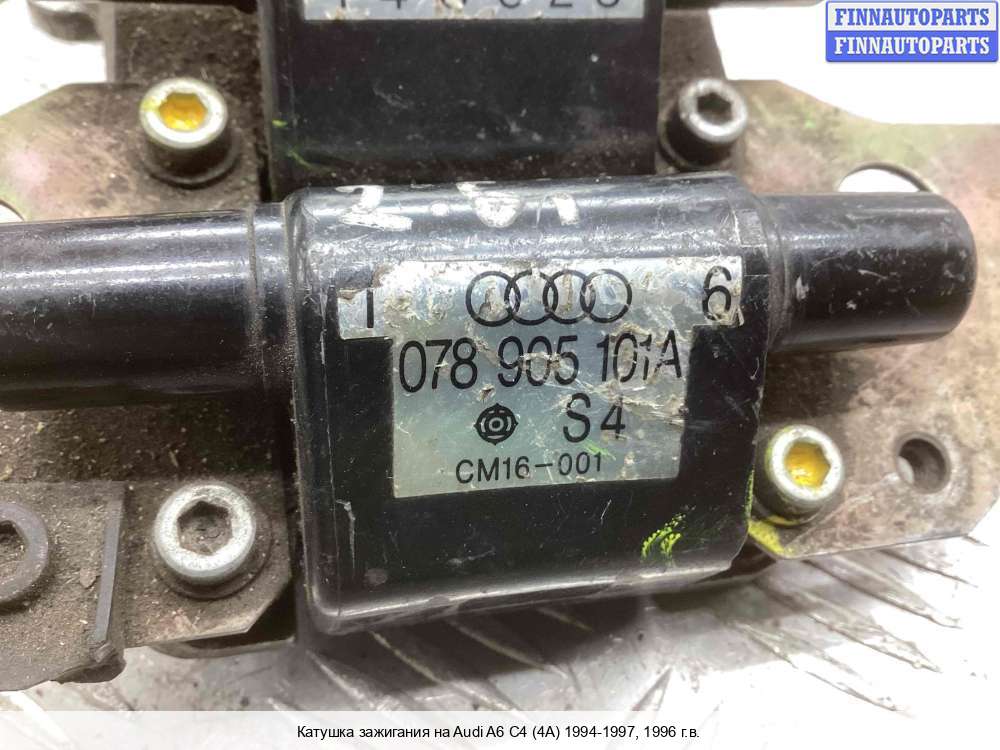 FINNAUTOPARTS
FINNAUTOPARTS
1 6
078 905 101A
S4
CM16-001
Катушка зажигания на Audi A6 C4 (4A) 1994-1997, 1996 г.в.